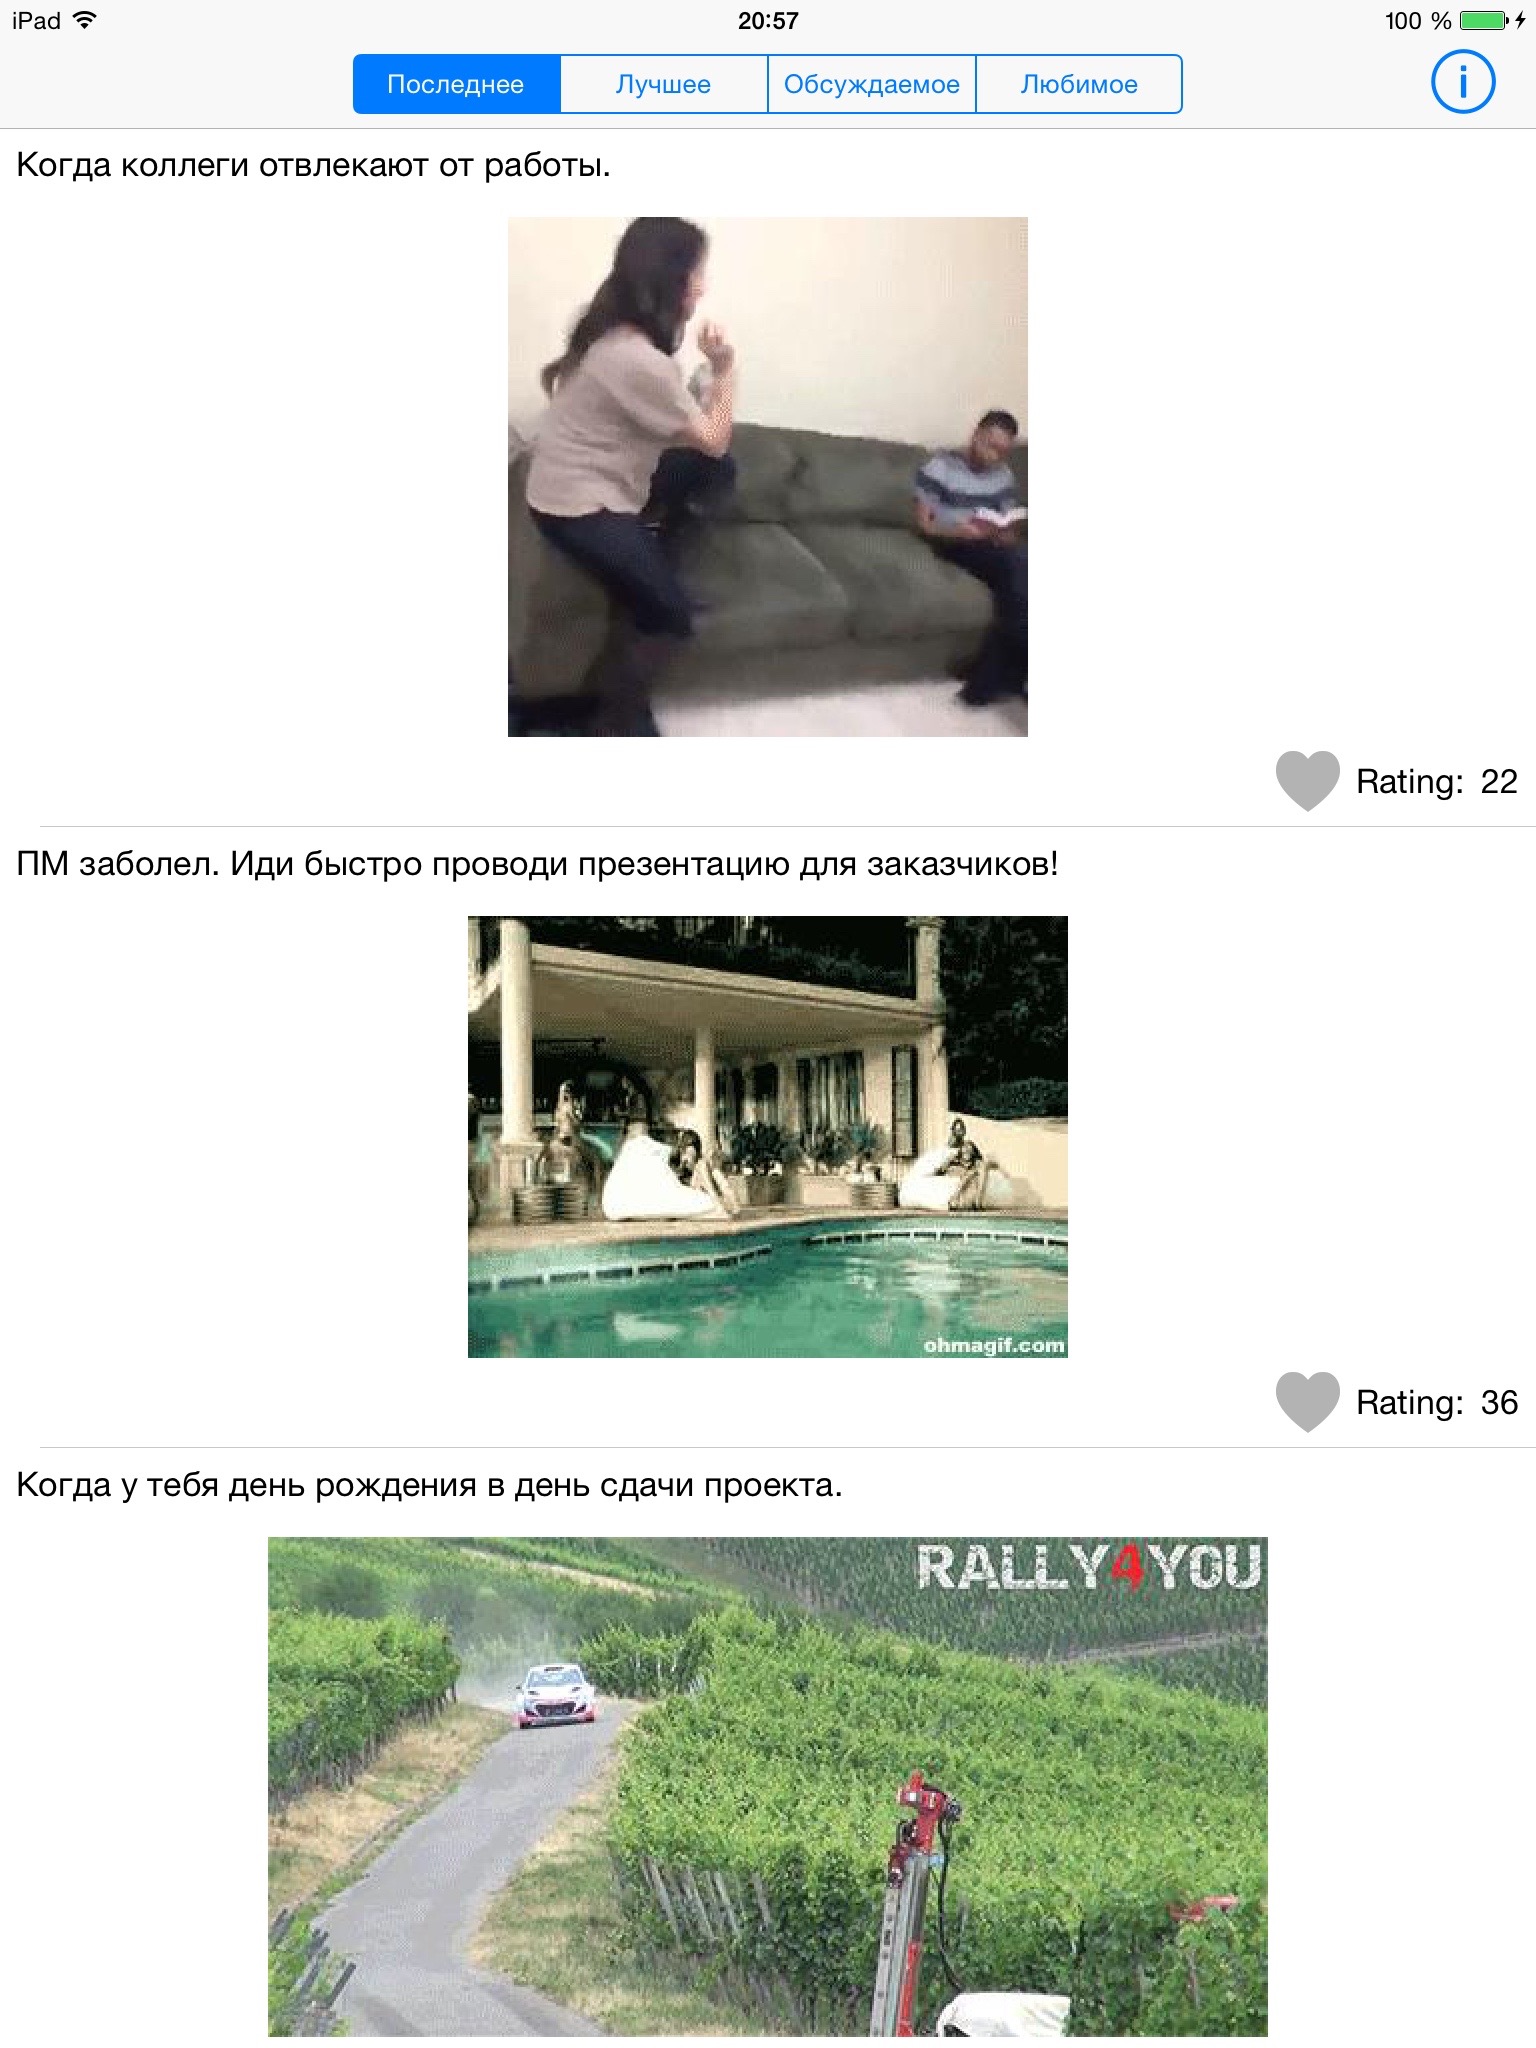 iPad 20:57 100 %
Последнее Лучшее Обсуждаемое Любимое i
Когда коллеги отвлекают от работы.
Rating: 22
ПМ заболел. Иди быстро проводи презентацию для заказчиков!
ohmagif.com
Rating: 36
Когда у тебя день рождения в день сдачи проекта.
RALLY4YOU